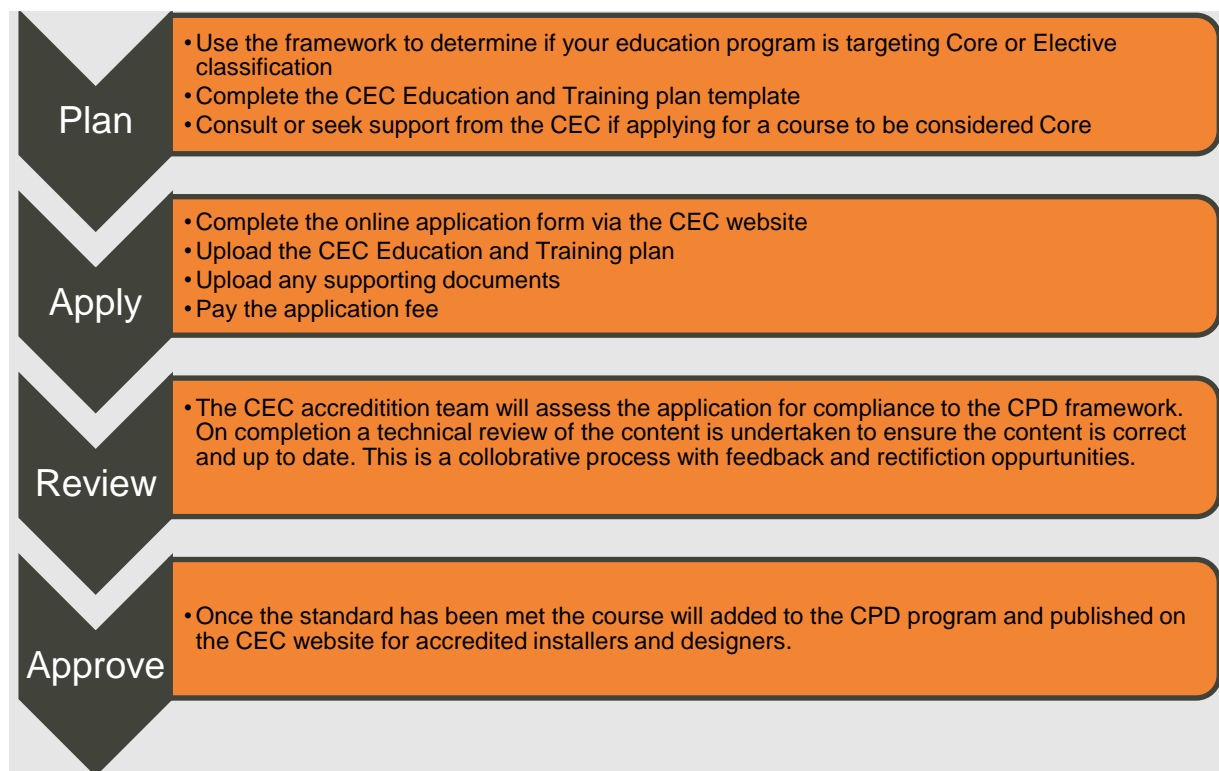 Plan
•Use the framework to determine if your education program is targeting Core or Elective
classification
•Complete the CEC Education and Training plan template
•Consult or seek support from the CEC if applying for a course to be considered Core
Apply
•Complete the online application form via the CEC website
•Upload the CEC Education and Training plan
•Upload any supporting documents
•Pay the application fee
Review
•The CEC accreditition team will assess the application for compliance to the CPD framework.
On completion a technical review of the content is undertaken to ensure the content is correct
and up to date. This is a collobrative process with feedback and rectifiction oppurtunities.
Approve
•Once the standard has been met the course will added to the CPD program and published on
the CEC website for accredited installers and designers.